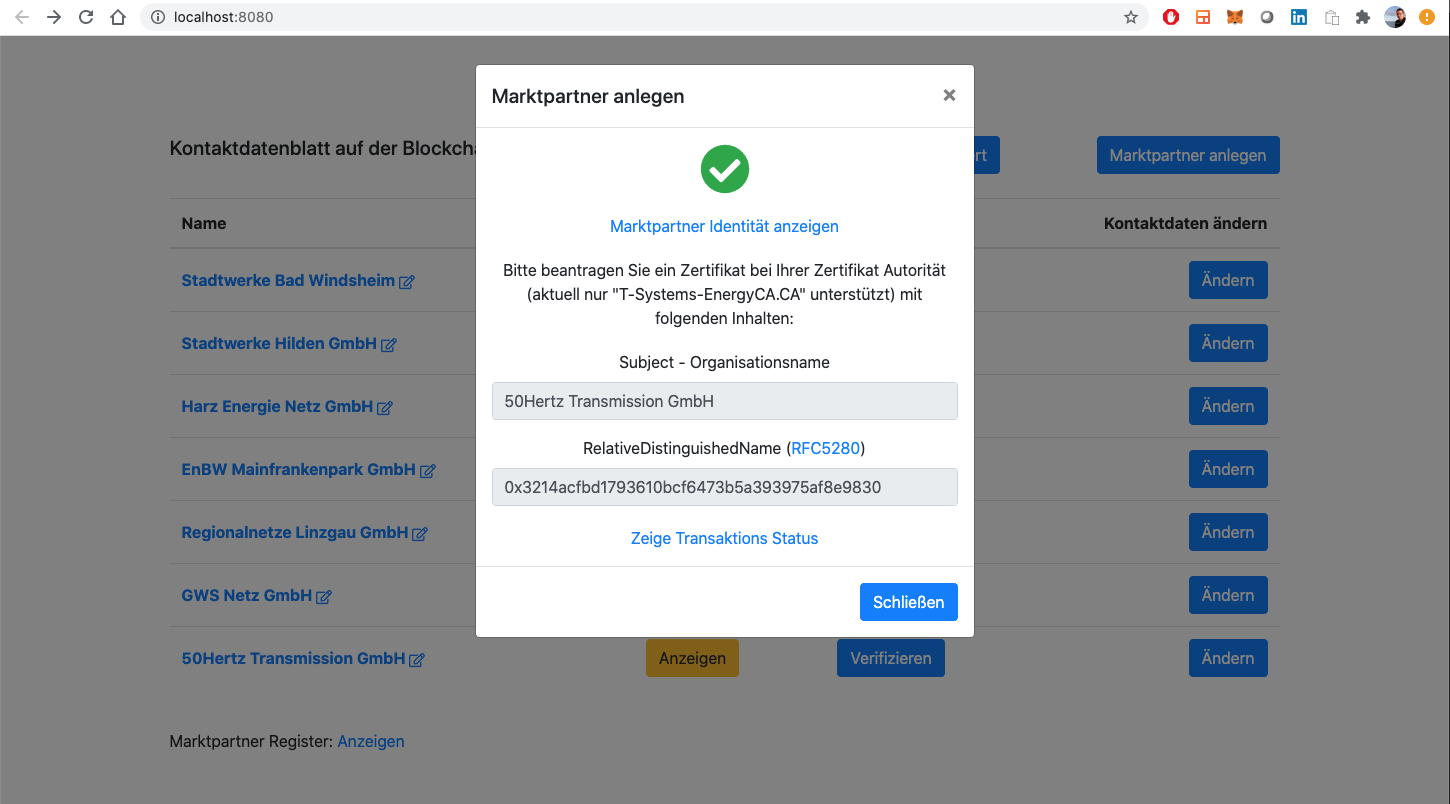 localhost:8080
Marktpartner anlegen ×
Kontaktdatenblatt auf der Blockcha
rt
Marktpartner anlegen
Marktpartner Identität anzeigen
Name
Kontaktdaten ändern
Bitte beantragen Sie ein Zertifikat bei Ihrer Zertifikat Autorität
(aktuell nur "T-Systems-EnergyCA.CA" unterstützt) mit
folgenden Inhalten:
Subject - Organisationsname
50Hertz Transmission GmbH
RelativeDistinguishedName (RFC5280)
0x3214acfbd1793610bcf6473b5a393975af8e9830
Zeige Transaktions Status
Schließen
Stadtwerke Bad Windsheim
Ändern
Stadtwerke Hilden GmbH
Ändern
Harz Energie Netz GmbH
Ändern
EnBW Mainfrankenpark GmbH
Ändern
Regionalnetze Linzgau GmbH
Ändern
GWS Netz GmbH
Ändern
50Hertz Transmission GmbH
Anzeigen
Verifizieren
Ändern
Marktpartner Register: Anzeigen